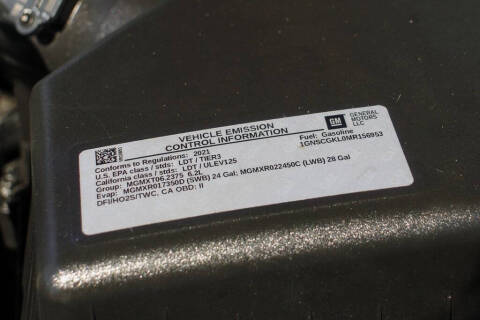 VEHICLE EMISSION
CONTROL INFORMATION
GM GENERAL
MOTORS
LLC
Conforms to Regulations: 2021
Fuel: Gasoline
U.S. EPA class / stds: LDT / TIER3
1GNSCGKL0MR156953
California class / stds: LDT / ULEV125
Group: MGMXT06.2375 6.2L
Evap: MGMXR017350D (SWB) 24 Gal; MGMXR022450C (LWB) 28 Gal
DFI/HO2S/TWC, CA OBD: II